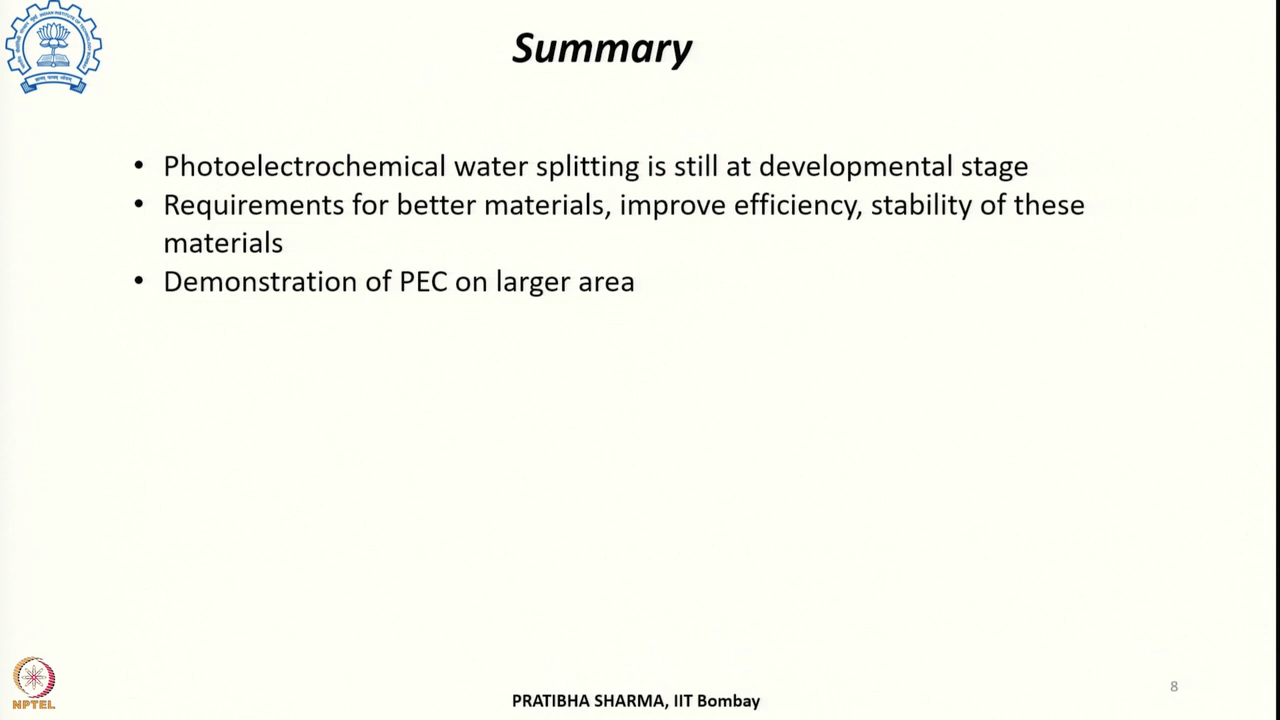 Summary
• Photoelectrochemical water splitting is still at developmental stage
• Requirements for better materials, improve efficiency, stability of these
materials
• Demonstration of PEC on larger area
NPTEL
PRATIBHA SHARMA, IIT Bombay
8